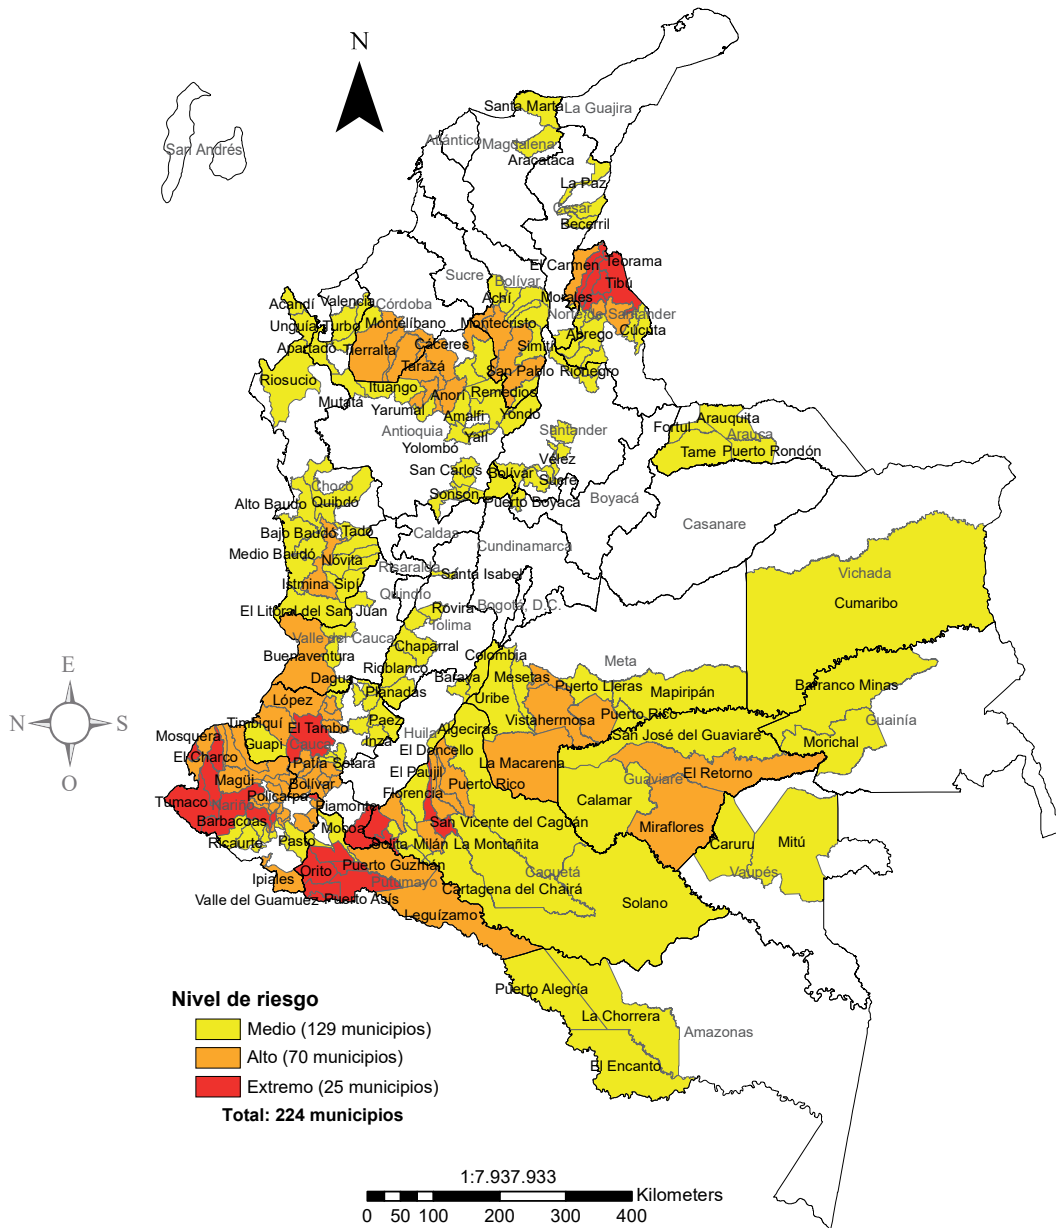 N
Santa Marta
La Guajira
San Andrés
Atlántico
Magdalena
Aracataca
La Paz
Cesar
Becerril
El Carmen
Teorama
Sucre
Bolívar
Tibú
Acandí
Valencia
Córdoba
Achí
Morales
Norte de Santander
Unguía
Turbo
Montelíbano
Montecristo
Abrego
Cúcuta
Apartadó
Tierralta
Cáceres
Simití
Tarazá
San Pablo
Rionegro
Riosucio
Ituango
Anorí
Remedios
Mutatá
Yarumal
Amalfi
Yondó
Antioquia
Yalí
Yolombó
Santander
Fortul
Arauquita
Arauca
Tame
Puerto Rondón
Vélez
San Carlos
Bolívar
Sucre
Chocó
Sonson
Puerto Boyaca
Boyacá
Alto Baudo
Quibdó
Casanare
Bajo Baudó
Tadó
Caldas
Cundinamarca
Medio Baudó
Nóvita
Risaralda
Santa Isabel
Vichada
Istmina
Sipí
Quindio
Cumaribo
El Litoral del San Juan
Rovira
Bogotá, D.C.
Tolima
Valle del Cauca
Chaparral
Buenaventura
Colombia
Meta
Rioblanco
Dagua
Baraya
Mesetas
Puerto Lleras
Mapiripán
Barranco Minas
Planadas
Uribe
López
Puerto Rico
Guainía
Timbiquí
El Tambo
Paez
Vistahermosa
Mosquera
Guapi
Cauca
Inza
Huila
Algeciras
San José del Guaviare
Morichal
El Charco
Patía
Sotara
El Doncello
La Macarena
El Retorno
Magüi
Bolívar
El Paujil
Puerto Rico
Guaviare
Tumaco
Nariño
Policarpa
Piamonte
Florencia
Calamar
Barbacoas
Mocoa
San Vicente del Caguán
Miraflores
Ricaurte
Pasto
Solita
Milán
La Montañita
Caruru
Mitú
Vaupés
Ipiales
Orito
Puerto Guzmán
Caquetá
Putumayo
Cartagena del Chairá
Valle del Guamuez
Puerto Asís
Leguízamo
Solano
Puerto Alegría
La Chorrera
Amazonas
El Encanto
E
N
S
O
Nivel de riesgo
Medio (129 municipios)
Alto (70 municipios)
Extremo (25 municipios)
Total: 224 municipios
1:7.937.933
Kilometers
0 50 100 200 300 400